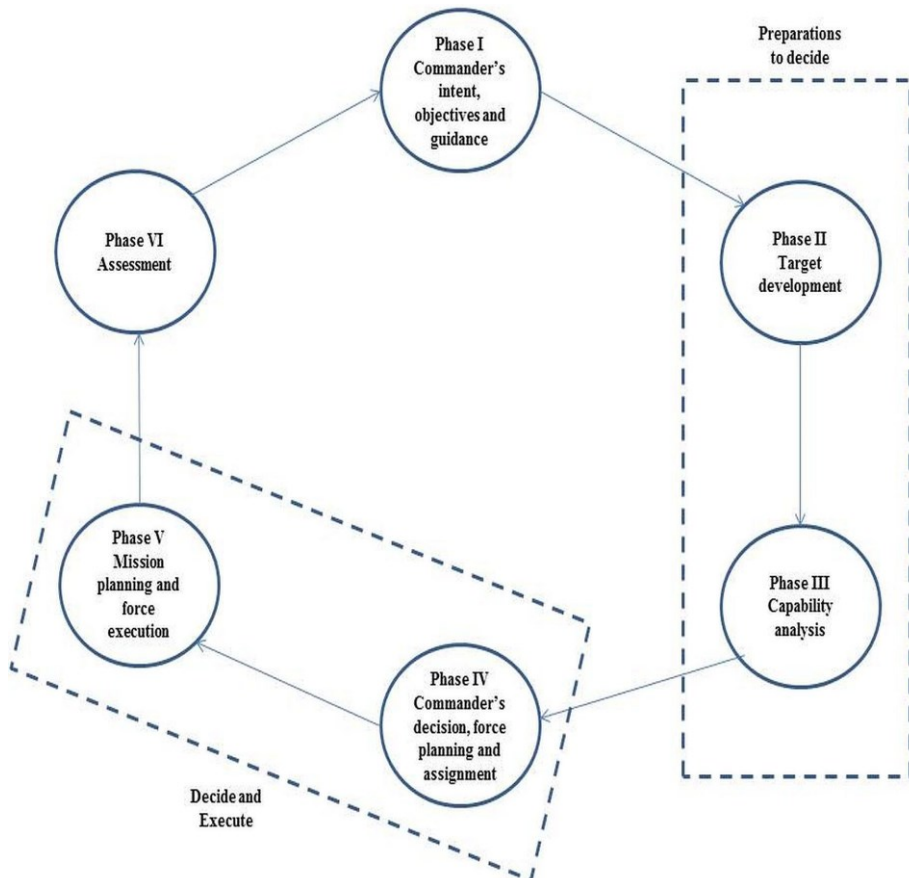 Phase I
Commander’s
intent,
objectives and
guidance
Preparations
to decide
Phase II
Target
development
Phase III
Capability
analysis
Phase IV
Commander’s
decision, force
planning and
assignment
Decide and
Execute
Phase V
Mission
planning and
force
execution
Phase VI
Assessment